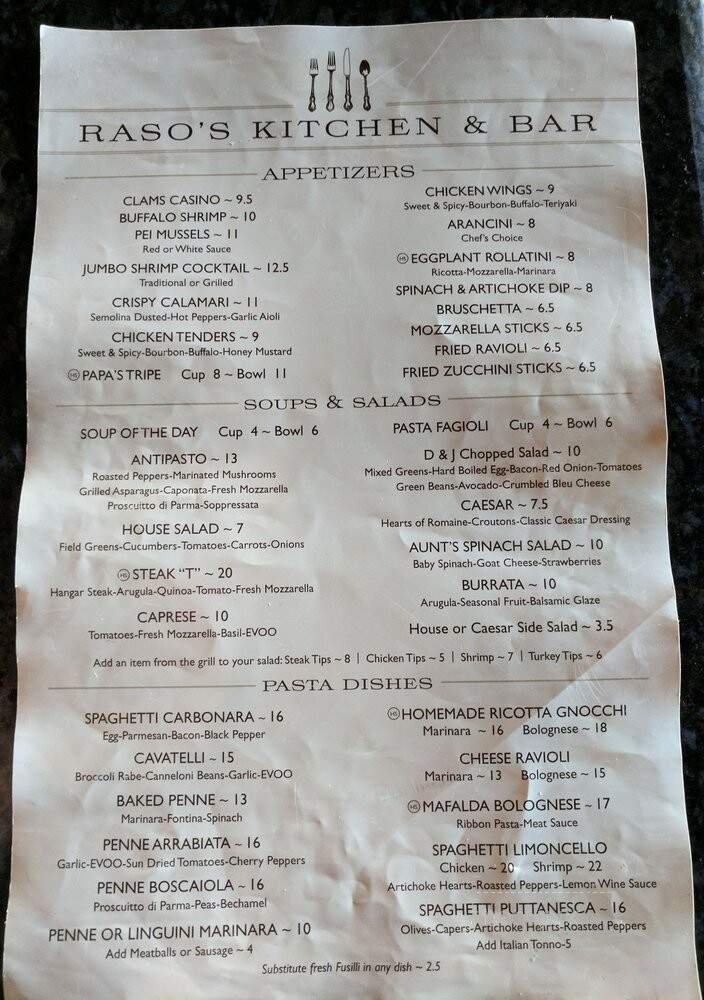 RASO'S KITCHEN & BAR
APPETIZERS
CLAMS CASINO ~ 9.5
BUFFALO SHRIMP ~ 10
PEI MUSSELS ~ 11
Red or White Sauce
JUMBO SHRIMP COCKTAIL ~ 12.5
Traditional or Grilled
CRISPY CALAMARI ~ 11
Semolina Dusted-Hot Peppers-Garlic Aioli
CHICKEN TENDERS ~ 9
Sweet & Spicy-Bourbon-Buffalo-Honey Mustard
HS PAPA'S TRIPE Cup 8 ~ Bowl 11
CHICKEN WINGS ~ 9
Sweet & Spicy-Bourbon-Buffalo-Teriyaki
ARANCINI ~ 8
Chef's Choice
HS EGGPLANT ROLLATINI ~ 8
Ricotta-Mozzarella-Marinara
SPINACH & ARTICHOKE DIP ~ 8
BRUSCHETTA ~ 6.5
MOZZARELLA STICKS ~ 6.5
FRIED RAVIOLI ~ 6.5
FRIED ZUCCHINI STICKS ~ 6.5
SOUPS & SALADS
SOUP OF THE DAY Cup 4 ~ Bowl 6
ANTIPASTO ~ 13
Roasted Peppers-Marinated Mushrooms
Grilled Asparagus-Caponata-Fresh Mozzarella
Proscuitto di Parma-Soppressata
HOUSE SALAD ~ 7
Field Greens-Cucumbers-Tomatoes-Carrots-Onions
HS STEAK "T" ~ 20
Hangar Steak-Arugula-Quinoa-Tomato-Fresh Mozzarella
CAPRESE ~ 10
Tomatoes-Fresh Mozzarella-Basil-EVOO
PASTA FAGIOLI Cup 4 ~ Bowl 6
D & J Chopped Salad ~ 10
Mixed Greens-Hard Boiled Egg-Bacon-Red Onion-Tomatoes
Green Beans-Avocado-Crumbled Bleu Cheese
CAESAR ~ 7.5
Hearts of Romaine-Croutons-Classic Caesar Dressing
AUNT'S SPINACH SALAD ~ 10
Baby Spinach-Goat Cheese-Strawberries
BURRATA ~ 10
Arugula-Seasonal Fruit-Balsamic Glaze
House or Caesar Side Salad ~ 3.5
Add an item from the grill to your salad: Steak Tips ~ 8 | Chicken Tips ~ 5 | Shrimp ~ 7 | Turkey Tips ~ 6
PASTA DISHES
SPAGHETTI CARBONARA ~ 16
Egg-Parmesan-Bacon-Black Pepper
CAVATELLI ~ 15
Broccoli Rabe-Canneloni Beans-Garlic-EVOO
BAKED PENNE ~ 13
Marinara-Fontina-Spinach
PENNE ARRABIATA ~ 16
Garlic-EVOO-Sun Dried Tomatoes-Cherry Peppers
PENNE BOSCAIOLA ~ 16
Proscuitto di Parma-Peas-Bechamel
PENNE OR LINGUINI MARINARA ~ 10
Add Meatballs or Sausage ~ 4
HS HOMEMADE RICOTTA GNOCCHI
Marinara ~ 16 Bolognese ~ 18
CHEESE RAVIOLI
Marinara ~ 13 Bolognese ~ 15
HS MAFALDA BOLOGNESE ~ 17
Ribbon Pasta-Meat Sauce
SPAGHETTI LIMONCELLO
Chicken ~ 20 Shrimp ~ 22
Artichoke Hearts-Roasted Peppers-Lemon Wine Sauce
SPAGHETTI PUTTANESCA ~ 16
Olives-Capers-Artichoke Hearts-Roasted Peppers
Add Italian Tonno-5
Substitute fresh Fusilli in any dish ~ 2.5